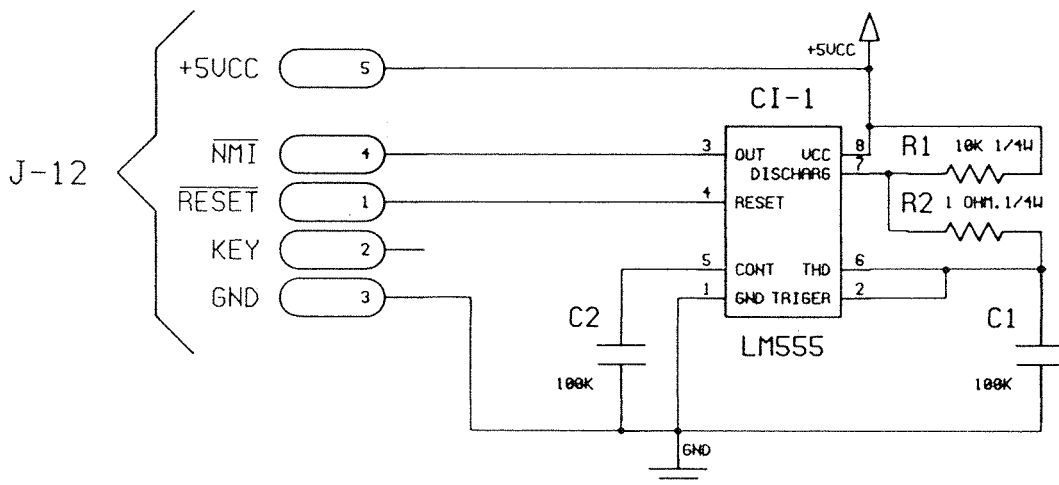 +5VCC
+5VCC 5
CI-1
NMI 4
3 OUT VCC 8
R1 10K 1/4W
DISCHARG 7
J-12
RESET 1
4 RESET
R2 1 OHM.1/4W
KEY 2
5 CONT THD 6
GND 3
1 GND TRIGER 2
C2
LM555
C1
100K
100K
GND